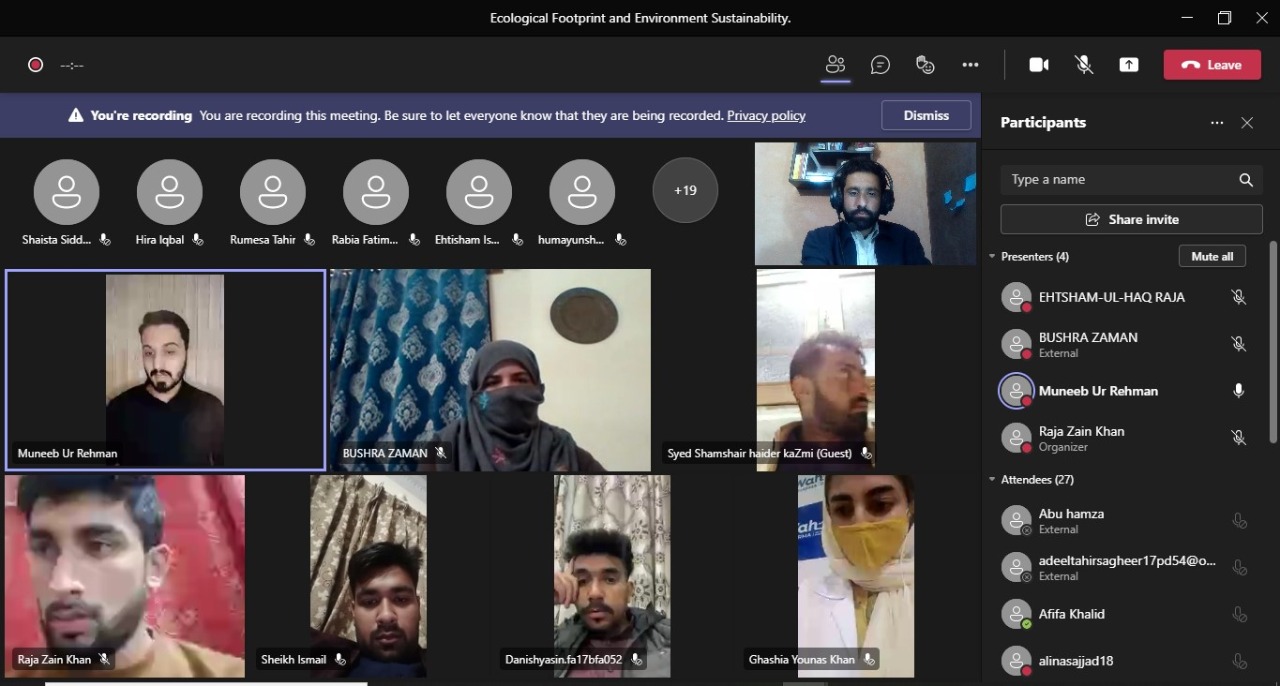 Ecological Footprint and Environment Sustainability.
--:--
Leave
You're recording You are recording this meeting. Be sure to let everyone know that they are being recorded. Privacy policy
Dismiss
Shaista Sidd...
Hira Iqbal
Rumesa Tahir
Rabia Fatim...
Ehtisham Is...
humayunsh...
+19
Muneeb Ur Rehman
BUSHRA ZAMAN
Syed Shamshair haider kaZmi (Guest)
Raja Zain Khan
Sheikh Ismail
Danishyasin.fa17bfa052
Ghashia Younas Khan
Participants
Type a name
Share invite
Presenters (4)
Mute all
EHTSHAM-UL-HAQ RAJA
BUSHRA ZAMAN
External
Muneeb Ur Rehman
Raja Zain Khan
Organizer
Attendees (27)
Abu hamza
External
adeeltahirsagheer17pd54@o...
External
Afifa Khalid
alinasajjad18